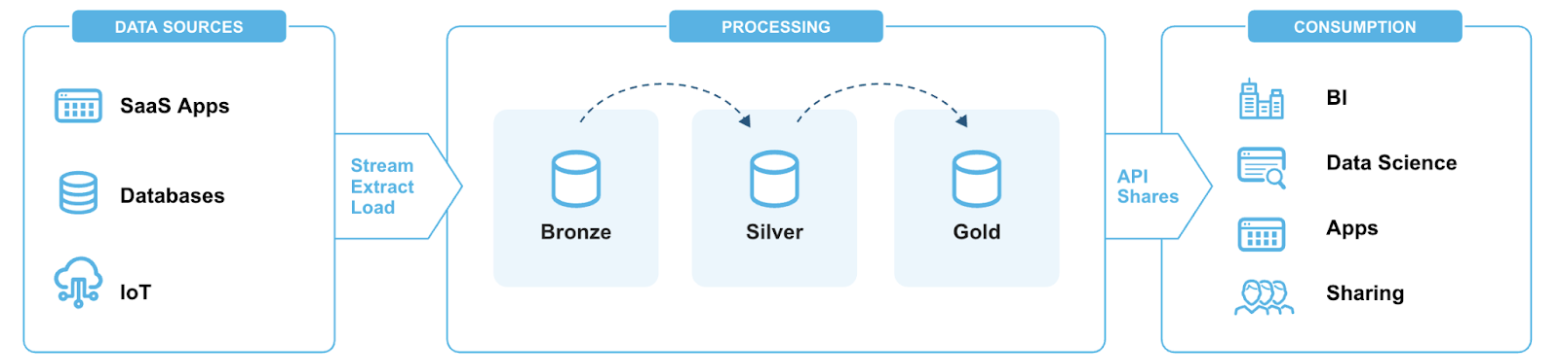 DATA SOURCES
SaaS Apps
Databases
IoT
Stream
Extract
Load
PROCESSING
Bronze
Silver
Gold
API
Shares
CONSUMPTION
BI
Data Science
Apps
Sharing